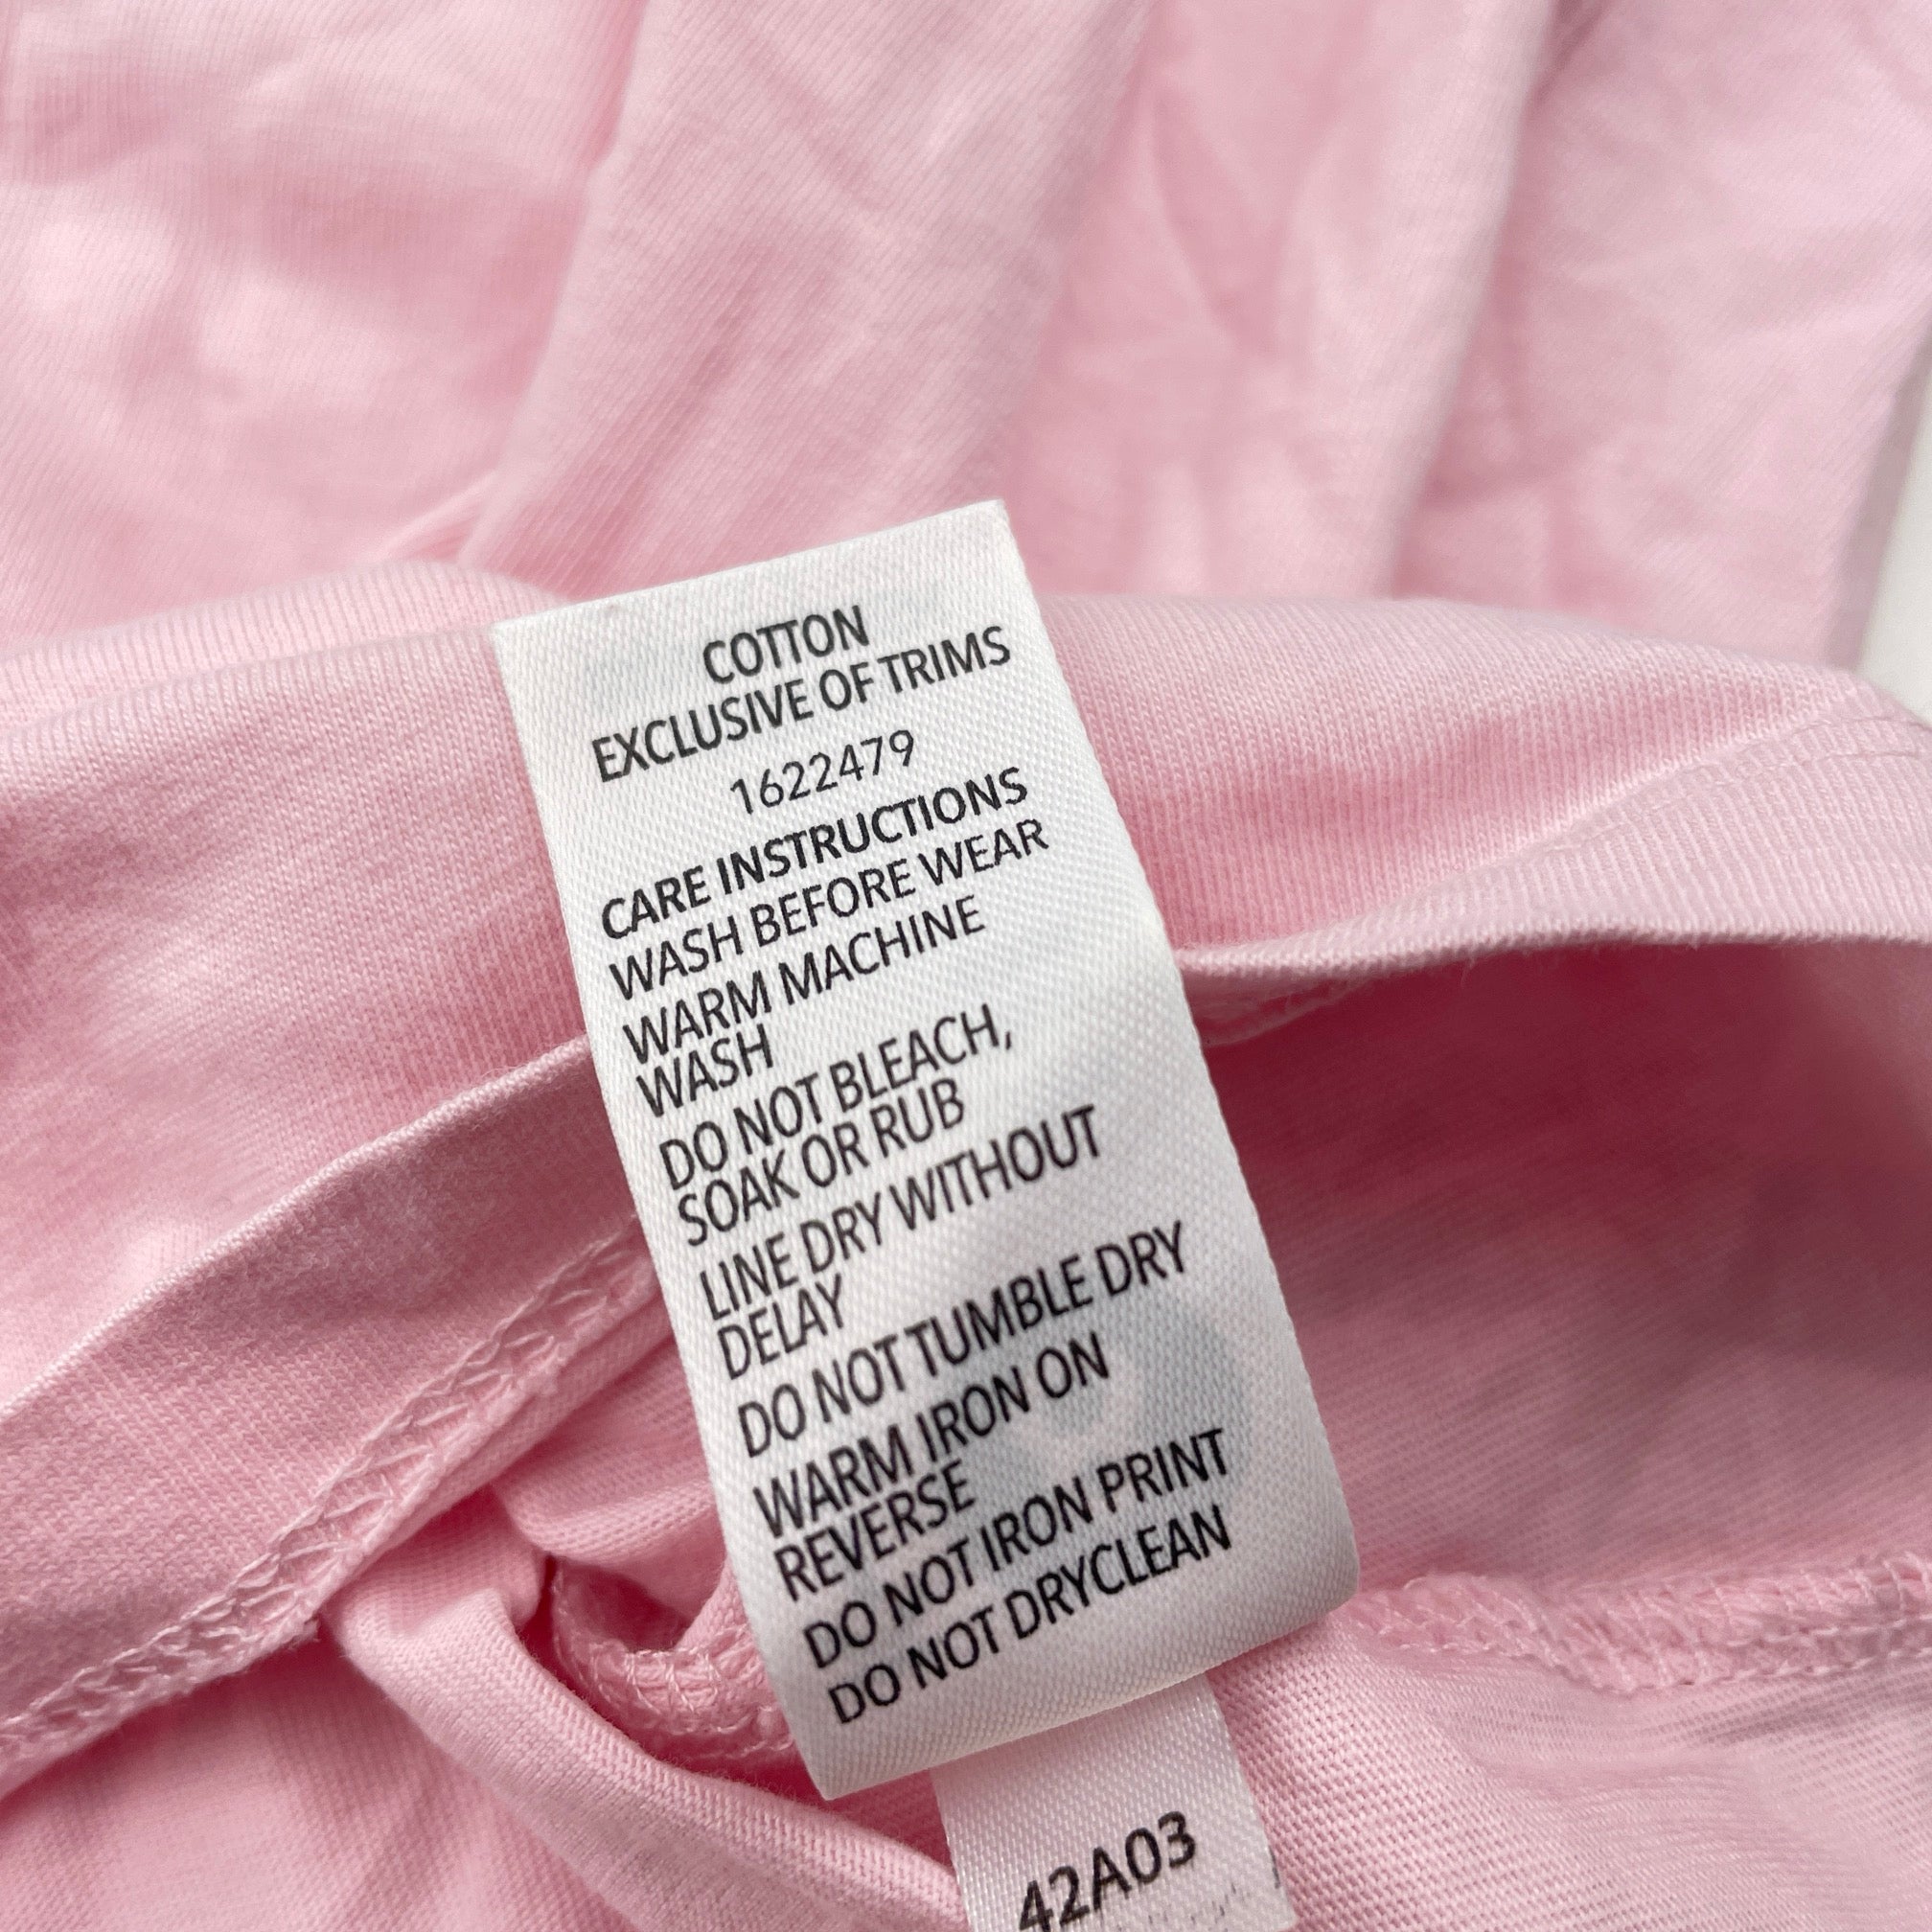 COTTON
EXCLUSIVE OF TRIMS
1622479
CARE INSTRUCTIONS
WASH BEFORE WEAR
WARM MACHINE
WASH
DO NOT BLEACH,
SOAK OR RUB
LINE DRY WITHOUT
DELAY
DO NOT TUMBLE DRY
WARM IRON ON
REVERSE
DO NOT IRON PRINT
DO NOT DRYCLEAN
42A03